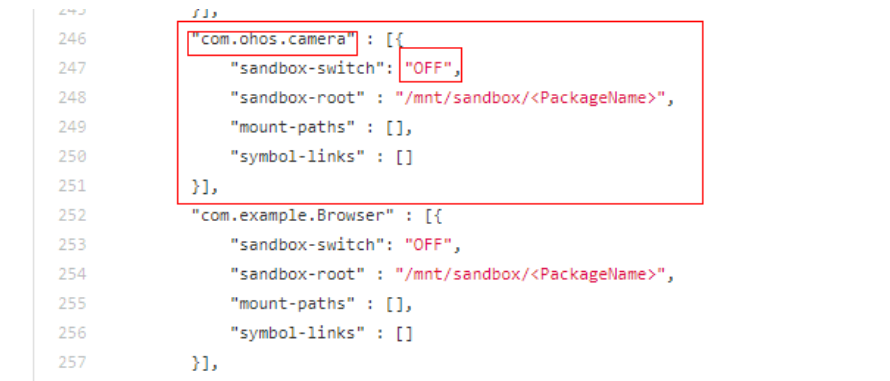 245 }],
246 "com.ohos.camera" : [{
247 "sandbox-switch": "OFF",
248 "sandbox-root" : "/mnt/sandbox/<PackageName>",
249 "mount-paths" : [],
250 "symbol-links" : []
251 }],
252 "com.example.Browser" : [{
253 "sandbox-switch": "OFF",
254 "sandbox-root" : "/mnt/sandbox/<PackageName>",
255 "mount-paths" : [],
256 "symbol-links" : []
257 }],